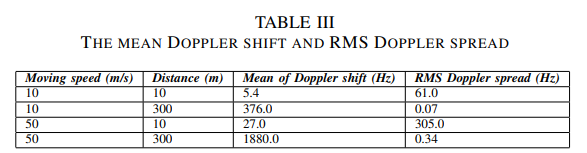 TABLE III
THE MEAN DOPPLER SHIFT AND RMS DOPPLER SPREAD
Moving speed (m/s) Distance (m) Mean of Doppler shift (Hz) RMS Doppler spread (Hz)
10 10 5.4 61.0
10 300 376.0 0.07
50 10 27.0 305.0
50 300 1880.0 0.34